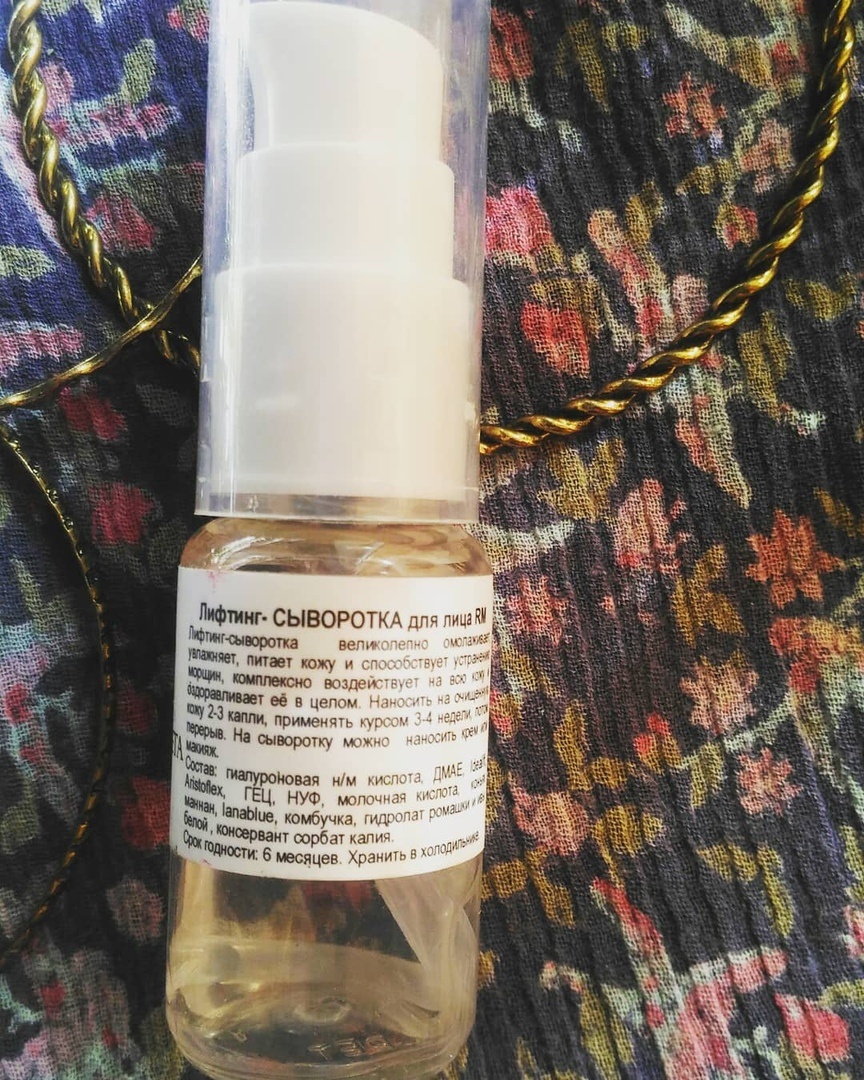 Лифтинг- СЫВОРОТКА для лица RM
Лифтинг-сыворотка великолепно омолаживает
увлажняет, питает кожу и способствует
морщин, комплексно воздействует на всю кожу
оздоравливает её в целом. Наносить на
кожу 2-3 капли, применять курсом 3-4 недели,
перерыв. На сыворотку можно наносить крем или
макияж.
Состав: гиалуроновая н/м кислота, ДМАЕ,
Aristoflex, ГЕЦ, НУФ, молочная кислота,
маннан, lanablue, комбучка, гидролат ромашки и
белой, консервант сорбат калия.
Срок годности: 6 месяцев. Хранить в холодильнике.